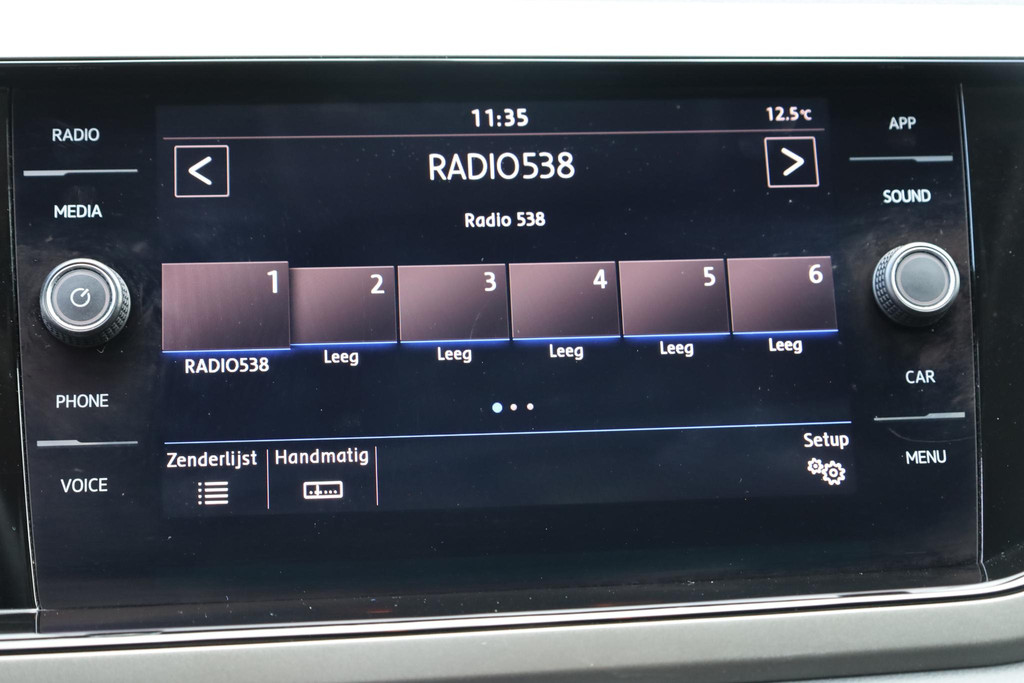 11:35
12.5°C
RADIO
MEDIA
PHONE
VOICE
< RADIO538 >
Radio 538
1 2 3 4 5 6
RADIO538 Leeg Leeg Leeg Leeg Leeg
Zenderlijst Handmatig Setup
APP
SOUND
CAR
MENU